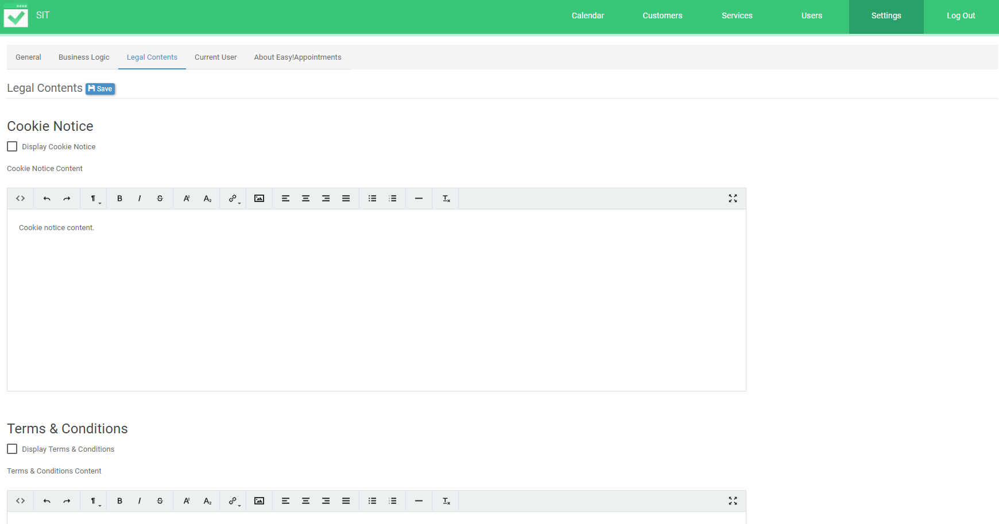 SIT
Calendar Customers Services Users Settings Log Out
General Business Logic Legal Contents Current User About Easy!Appointments
Legal Contents Save
Cookie Notice
Display Cookie Notice
Cookie Notice Content
Cookie notice content.
Terms & Conditions
Display Terms & Conditions
Terms & Conditions Content